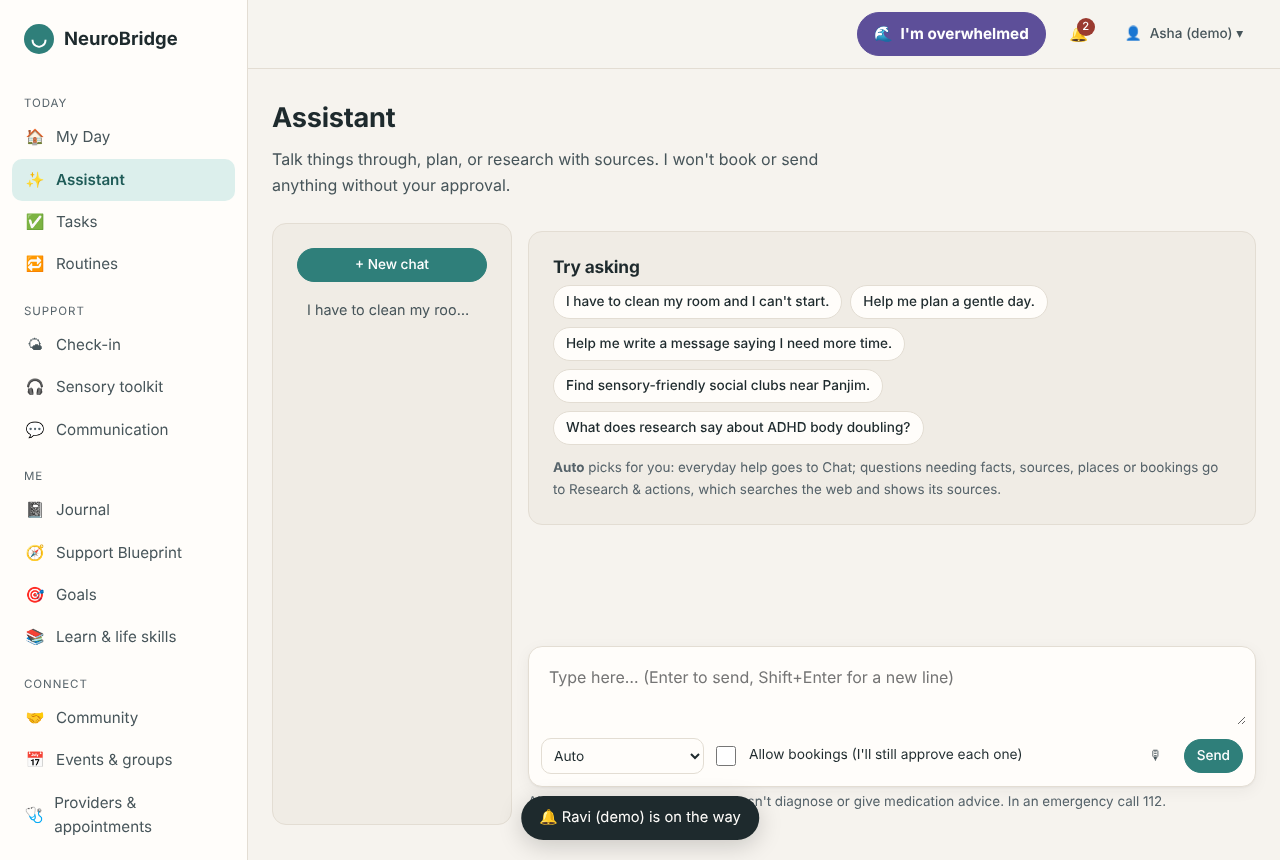 NeuroBridge
TODAY
My Day
Assistant
Tasks
Routines
SUPPORT
Check-in
Sensory toolkit
Communication
ME
Journal
Support Blueprint
Goals
Learn & life skills
CONNECT
Community
Events & groups
Providers &
appointments
I'm overwhelmed
2
Asha (demo) ▾
Assistant
Talk things through, plan, or research with sources. I won't book or send
anything without your approval.
+ New chat
I have to clean my roo...
Try asking
I have to clean my room and I can't start.
Help me plan a gentle day.
Help me write a message saying I need more time.
Find sensory-friendly social clubs near Panjim.
What does research say about ADHD body doubling?
Auto picks for you: everyday help goes to Chat; questions needing facts, sources, places or bookings go
to Research & actions, which searches the web and shows its sources.
Type here... (Enter to send, Shift+Enter for a new line)
Auto
Allow bookings (I'll still approve each one)
Send
diagnose or give medication advice. In an emergency call 112.
Ravi (demo) is on the way